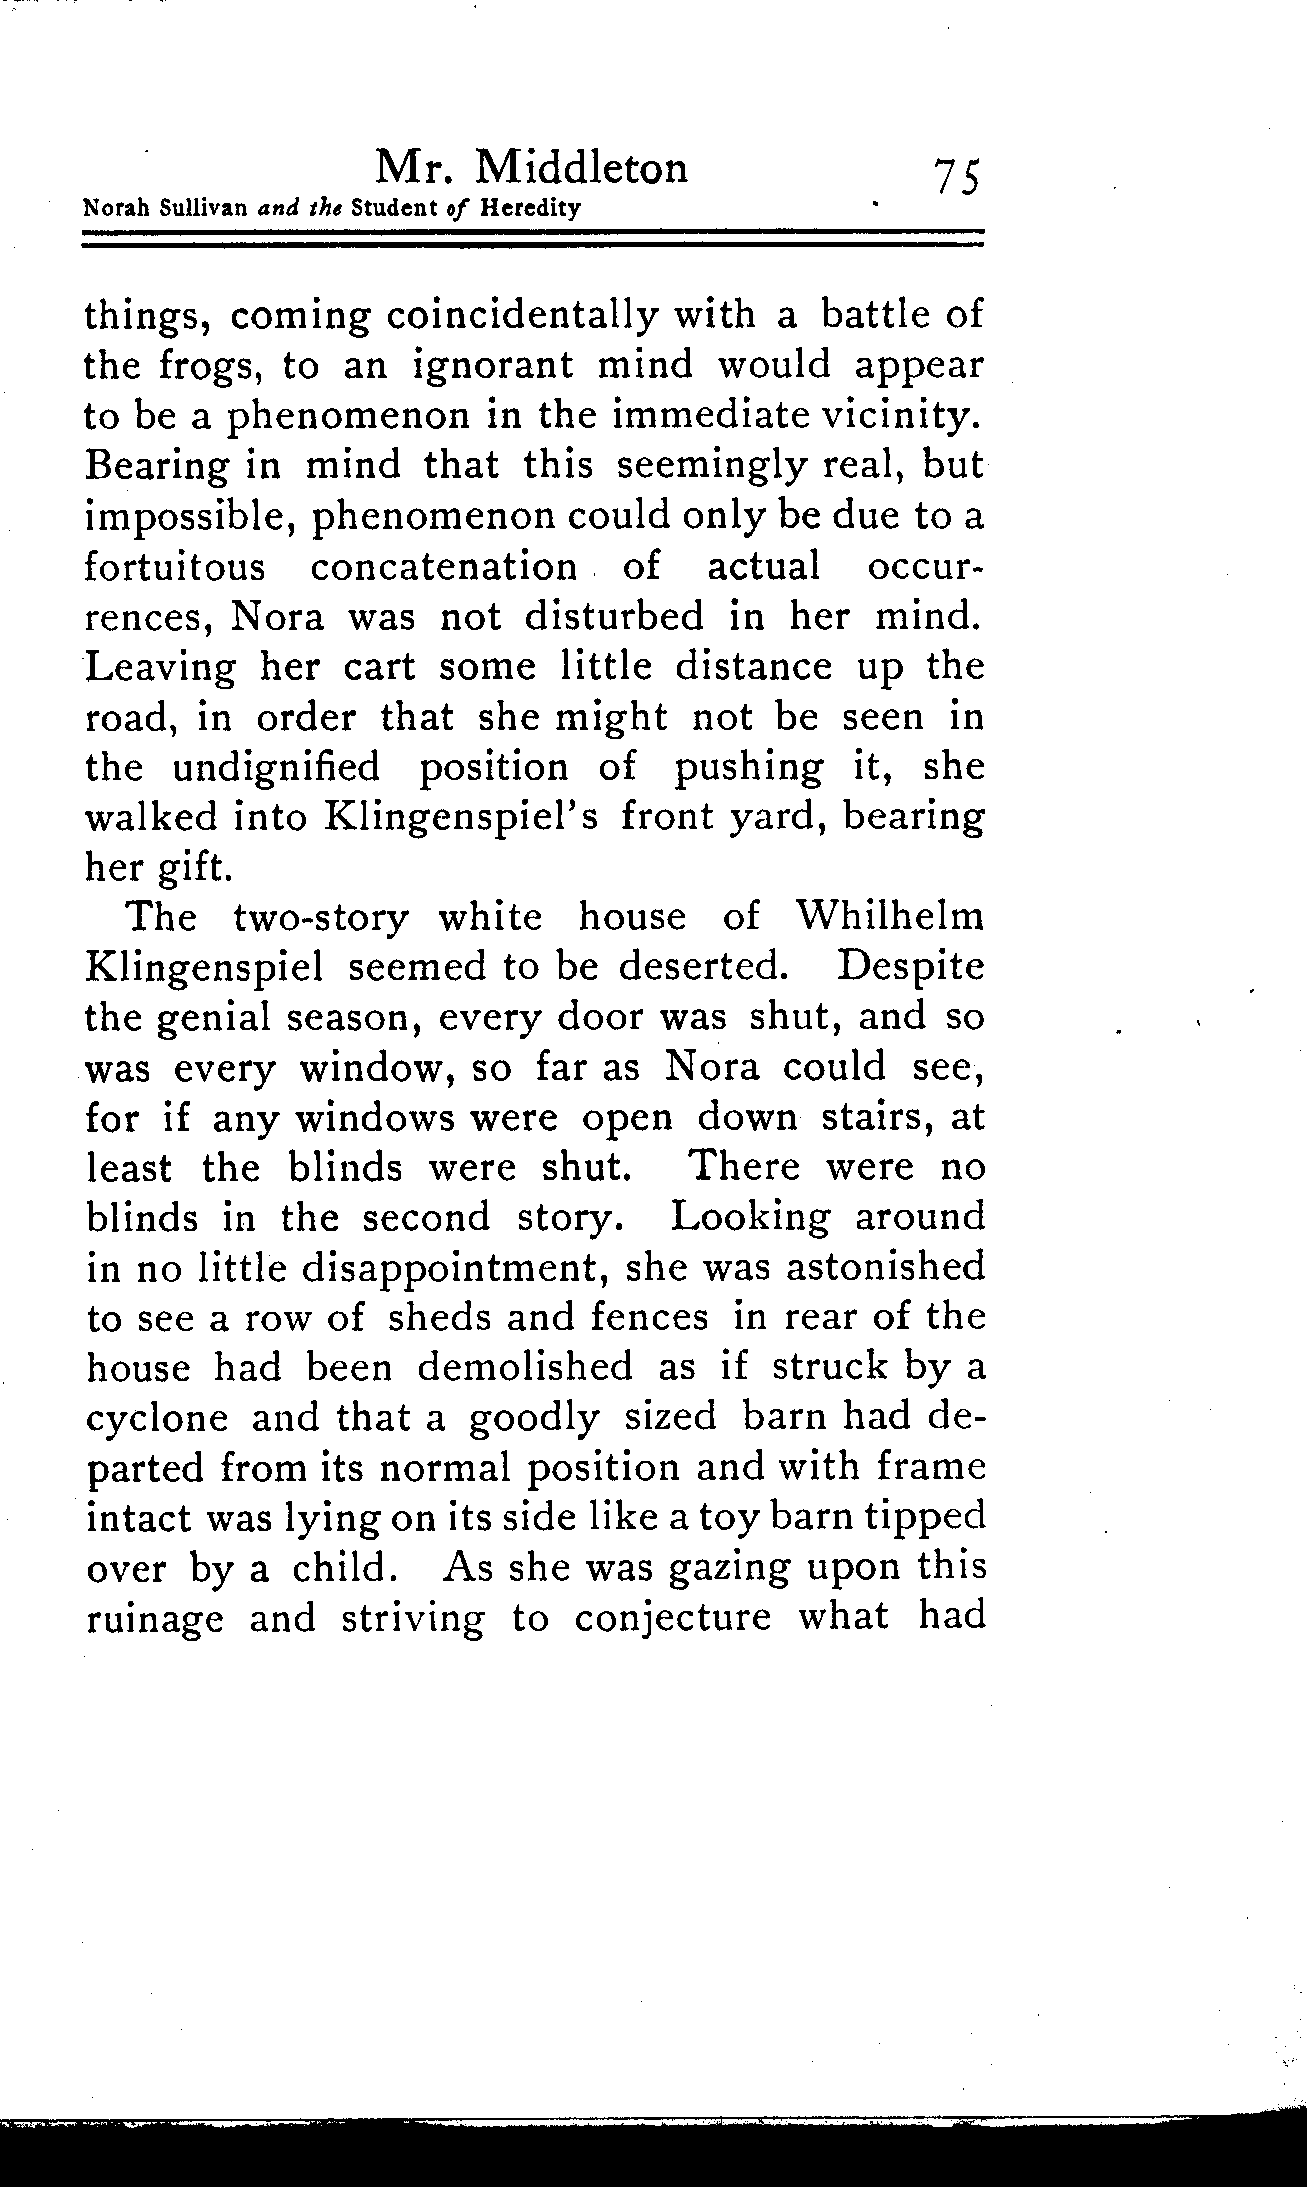 Mr. Middleton 75
Norah Sullivan and the Student of Heredity
things, coming coincidentally with a battle of
the frogs, to an ignorant mind would appear
to be a phenomenon in the immediate vicinity.
Bearing in mind that this seemingly real, but
impossible, phenomenon could only be due to a
fortuitous concatenation of actual occur-
rences, Nora was not disturbed in her mind.
Leaving her cart some little distance up the
road, in order that she might not be seen in
the undignified position of pushing it, she
walked into Klingenspiel's front yard, bearing
her gift.
The two-story white house of Whilhelm
Klingenspiel seemed to be deserted. Despite
the genial season, every door was shut, and so
was every window, so far as Nora could see,
for if any windows were open down stairs, at
least the blinds were shut. There were no
blinds in the second story. Looking around
in no little disappointment, she was astonished
to see a row of sheds and fences in rear of the
house had been demolished as if struck by a
cyclone and that a goodly sized barn had de-
parted from its normal position and with frame
intact was lying on its side like a toy barn tipped
over by a child. As she was gazing upon this
ruinage and striving to conjecture what had